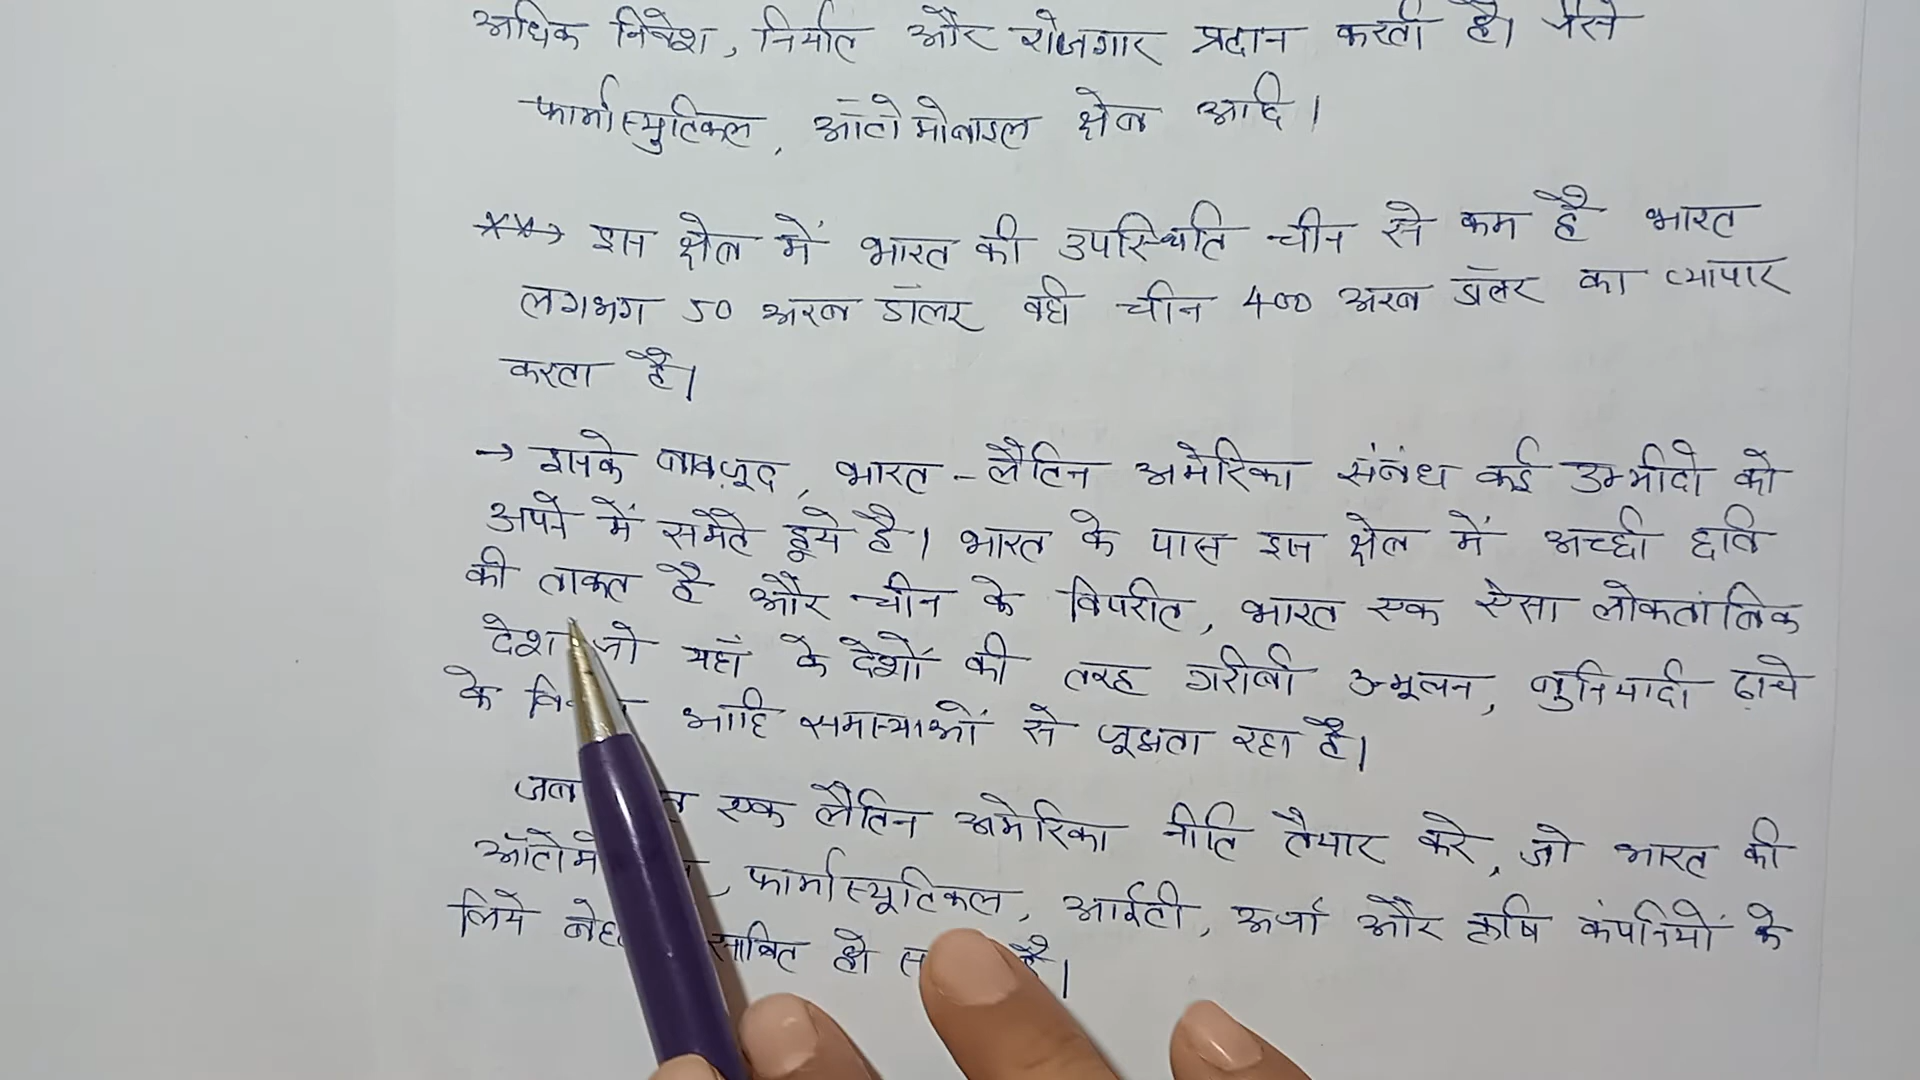 अधिक निवेश, निर्यात और रोजगार प्रदान करती है। जैसे
फार्मास्युटिकल, ऑटोमोबाइल क्षेत्र आदि।
**→ इस क्षेत्र में भारत की उपस्थिति चीन से कम है भारत
लगभग 50 अरब डॉलर वही चीन 400 अरब डॉलर का व्यापार
करता है।
→ इसके बावजूद, भारत-लैटिन अमेरिका संबंध कई उम्मीदो को
अपने में समेटे हूये है। भारत के पास इस क्षेत्र में अच्छी छवि
की ताकत है और चीन के विपरीत, भारत एक ऐसा लोकतांत्रिक
देश जो यहाँ के देशों की तरह गरीबी उन्मूलन, बुनियादी ढ़ाचे
के आदि समास्याओं से जूझता रहा है।
एक लैटिन अमेरिका नीति तैयार करे, जो भारत की
फार्मास्यूटिकल, आईटी, ऊर्जा और कृषि कंपनियों के
लिये साबित हो है।